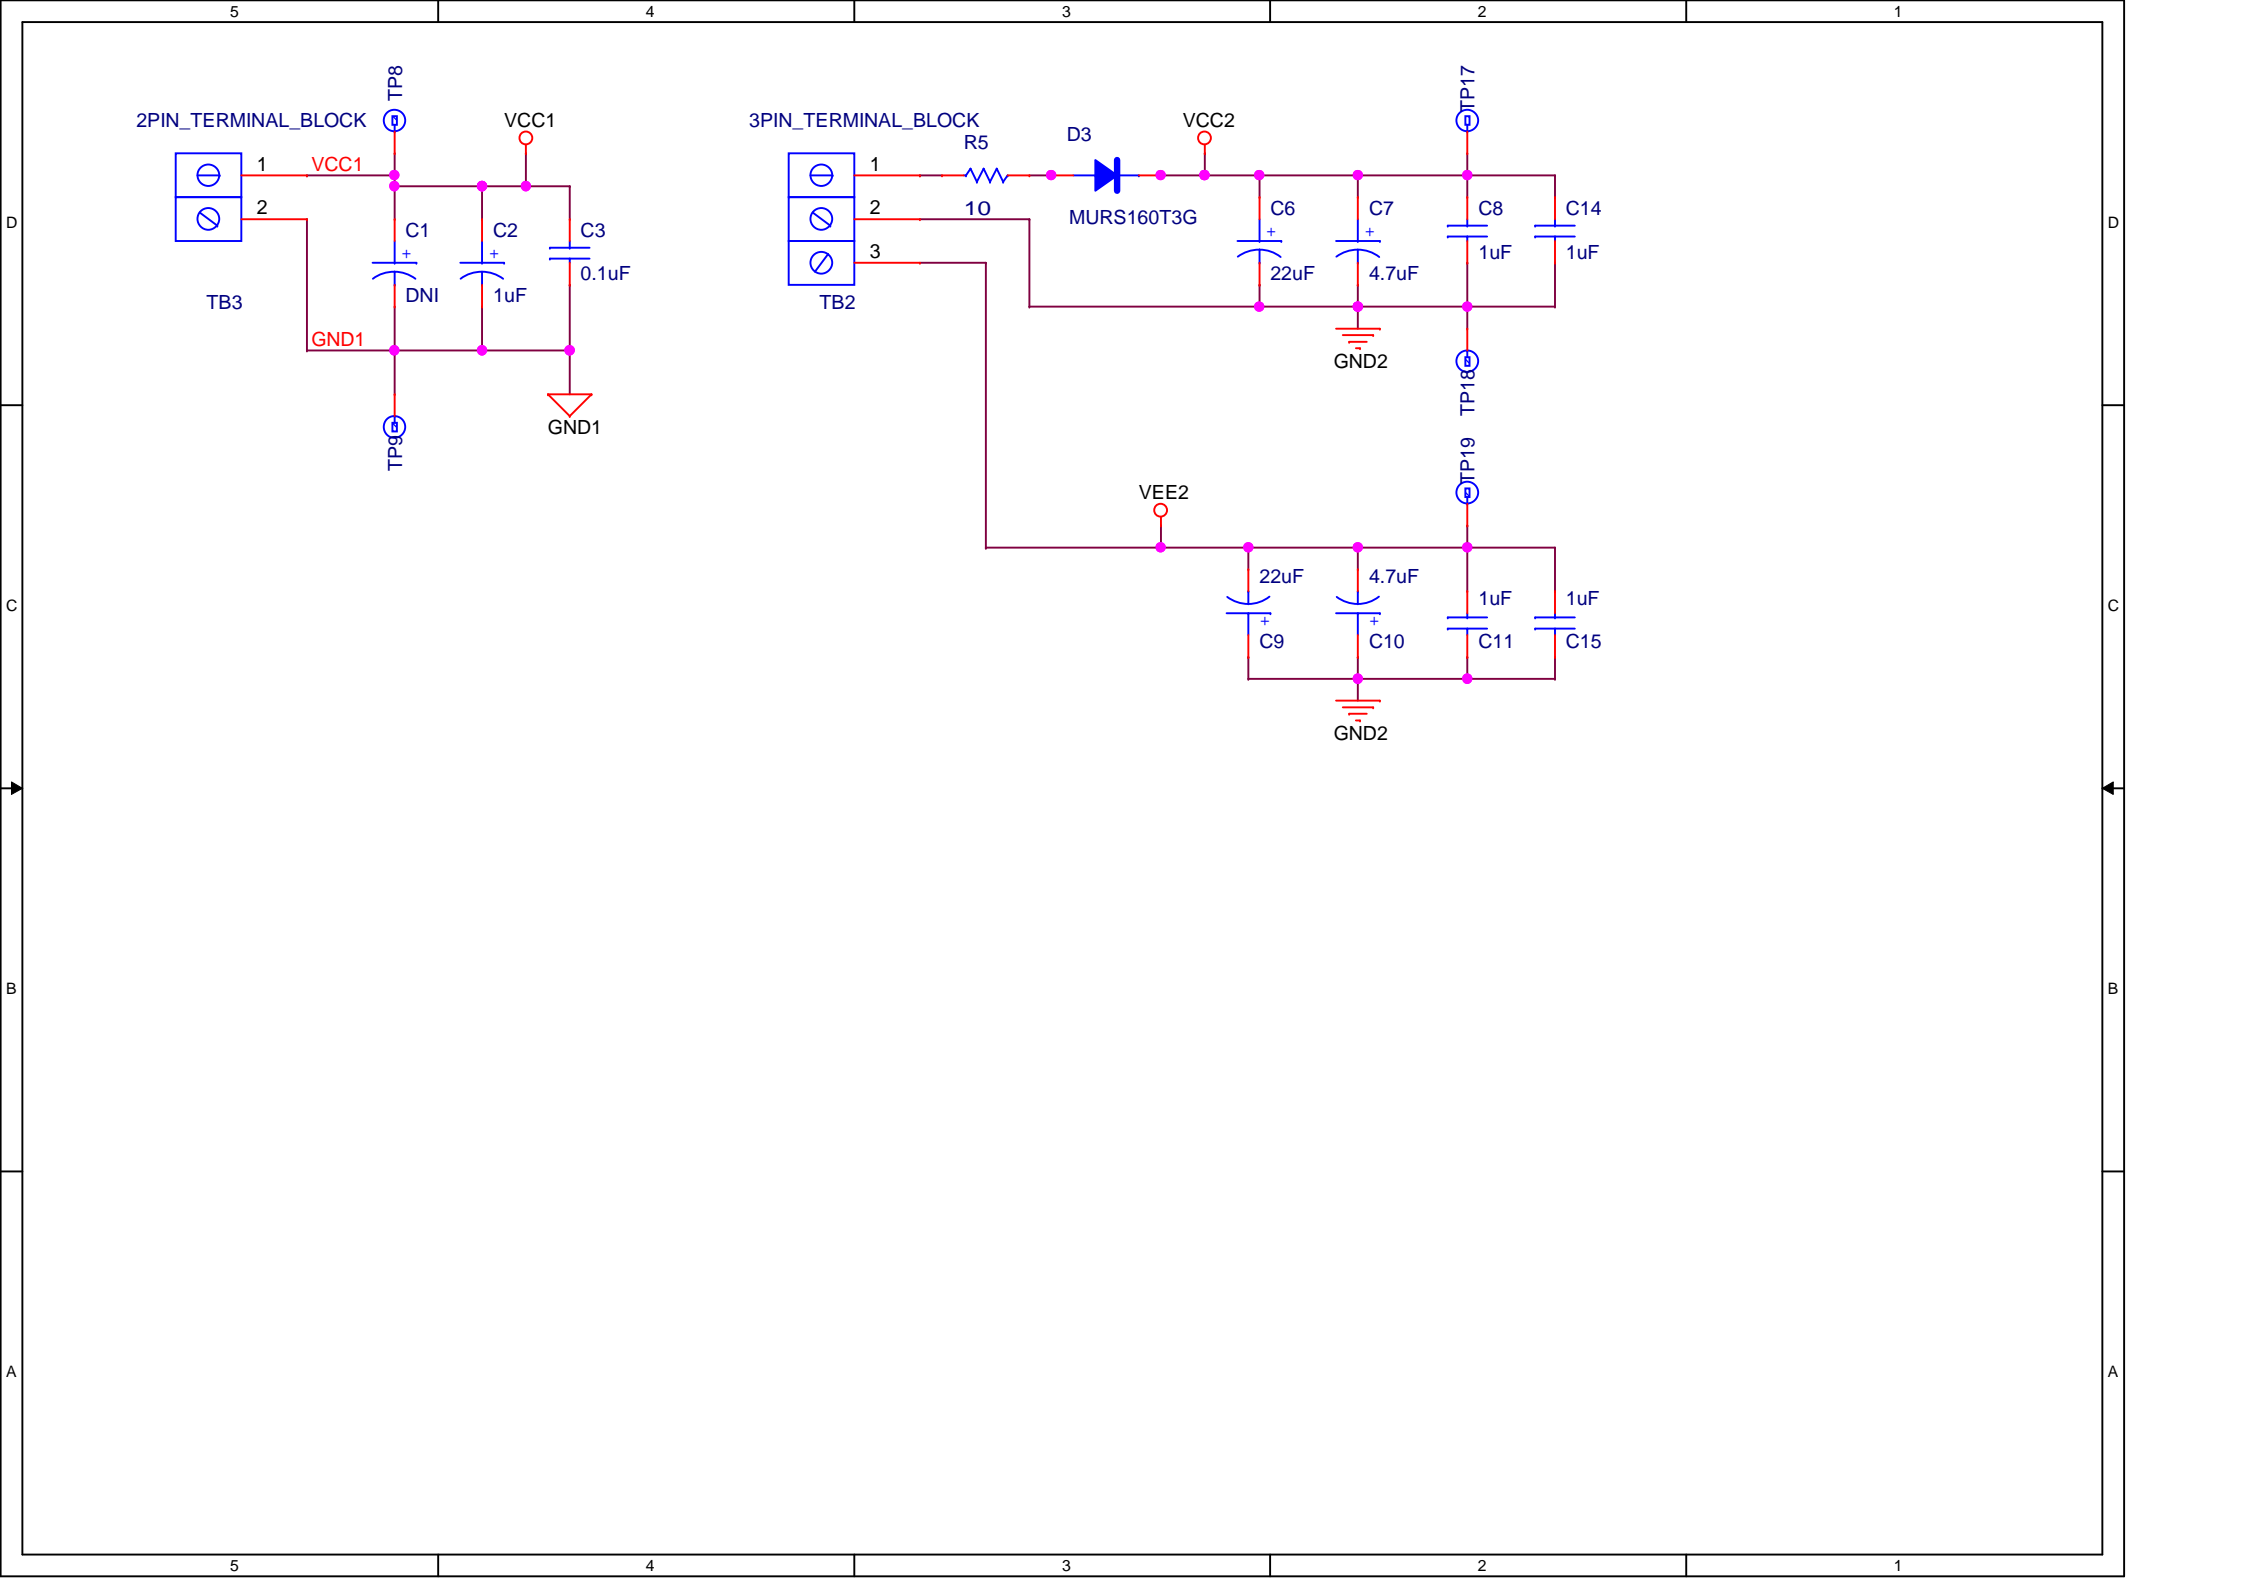 5 4 3 2 1
TP8
TP17
2PIN_TERMINAL_BLOCK
VCC1
3PIN_TERMINAL_BLOCK
VCC2
R5
D3
1
VCC1
1
2
2
10
MURS160T3G
C6
C7
C8
C14
D
D
C1
+
C2
+
C3
3
+
+
1uF
1uF
0.1uF
22uF
4.7uF
DNI
1uF
TB3
TB2
GND1
GND2
TP18
GND1
TP9
TP19
VEE2
22uF
4.7uF
1uF
1uF
C
C
+
+
C9
C10
C11
C15
GND2
B
B
A
A
5 4 3 2 1